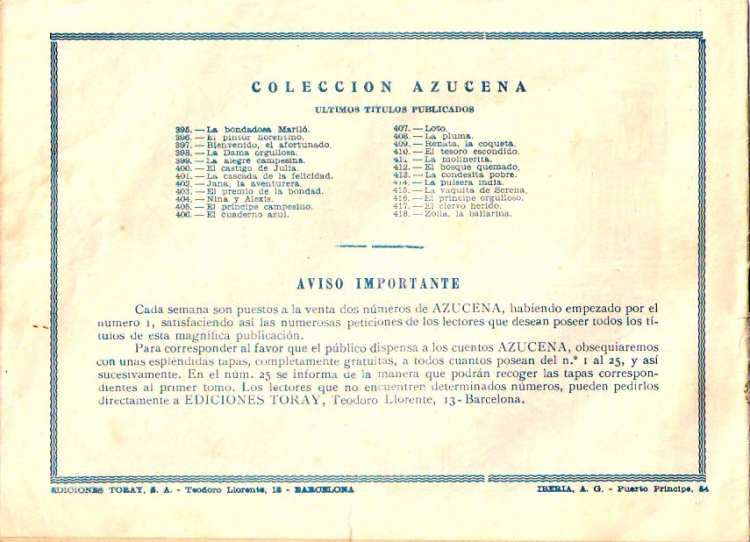 COLECCION AZUCENA
ULTIMOS TITULOS PUBLICADOS
395. — La bondadosa Mariló.
396. — El pintor florentino.
397. — Bienvenido, el afortunado.
398. — La Dama orgullosa.
399. — La alegre campesina.
400. — El castigo de Julia.
401. — La cascada de la felicidad.
402. — Jana, la aventurera.
403. — El premio de la bondad.
404. — Nina y Alexis.
405. — El príncipe campesino.
406. — El cuaderno azul.
407. — Loto.
408. — La pluma.
409. — Renata, la coqueta.
410. — El tesoro escondido.
411. — La molinerita.
412. — El bosque quemado.
413. — La condesita pobre.
414. — La pulsera india.
415. — La vaquita de Serena.
416. — El príncipe orgulloso.
417. — El ciervo herido.
418. — Zoila, la bailarina.
AVISO IMPORTANTE
Cada semana son puestos a la venta dos números de AZUCENA, habiendo empezado por el
numero 1, satisfaciendo así las numerosas peticiones de los lectores que desean poseer todos los tí-
tulos de esta magnífica publicación.
Para corresponder al favor que el público dispensa a los cuentos AZUCENA, obsequiaremos
con unas espléndidas tapas, completamente gratuitas, a todos cuantos posean del n.º 1 al 25, y así
sucesivamente. En el núm. 25 se informa de la manera que podrán recoger las tapas correspon-
dientes al primer tomo. Los lectores que no encuentren determinados números, pueden pedirlos
directamente a EDICIONES TORAY, Teodoro Llorente, 13 - Barcelona.
EDICIONES TORAY, S. A. - Teodoro Llorente, 13 - BARCELONA
IBERIA, A. G. - Puerto Príncipe, 24